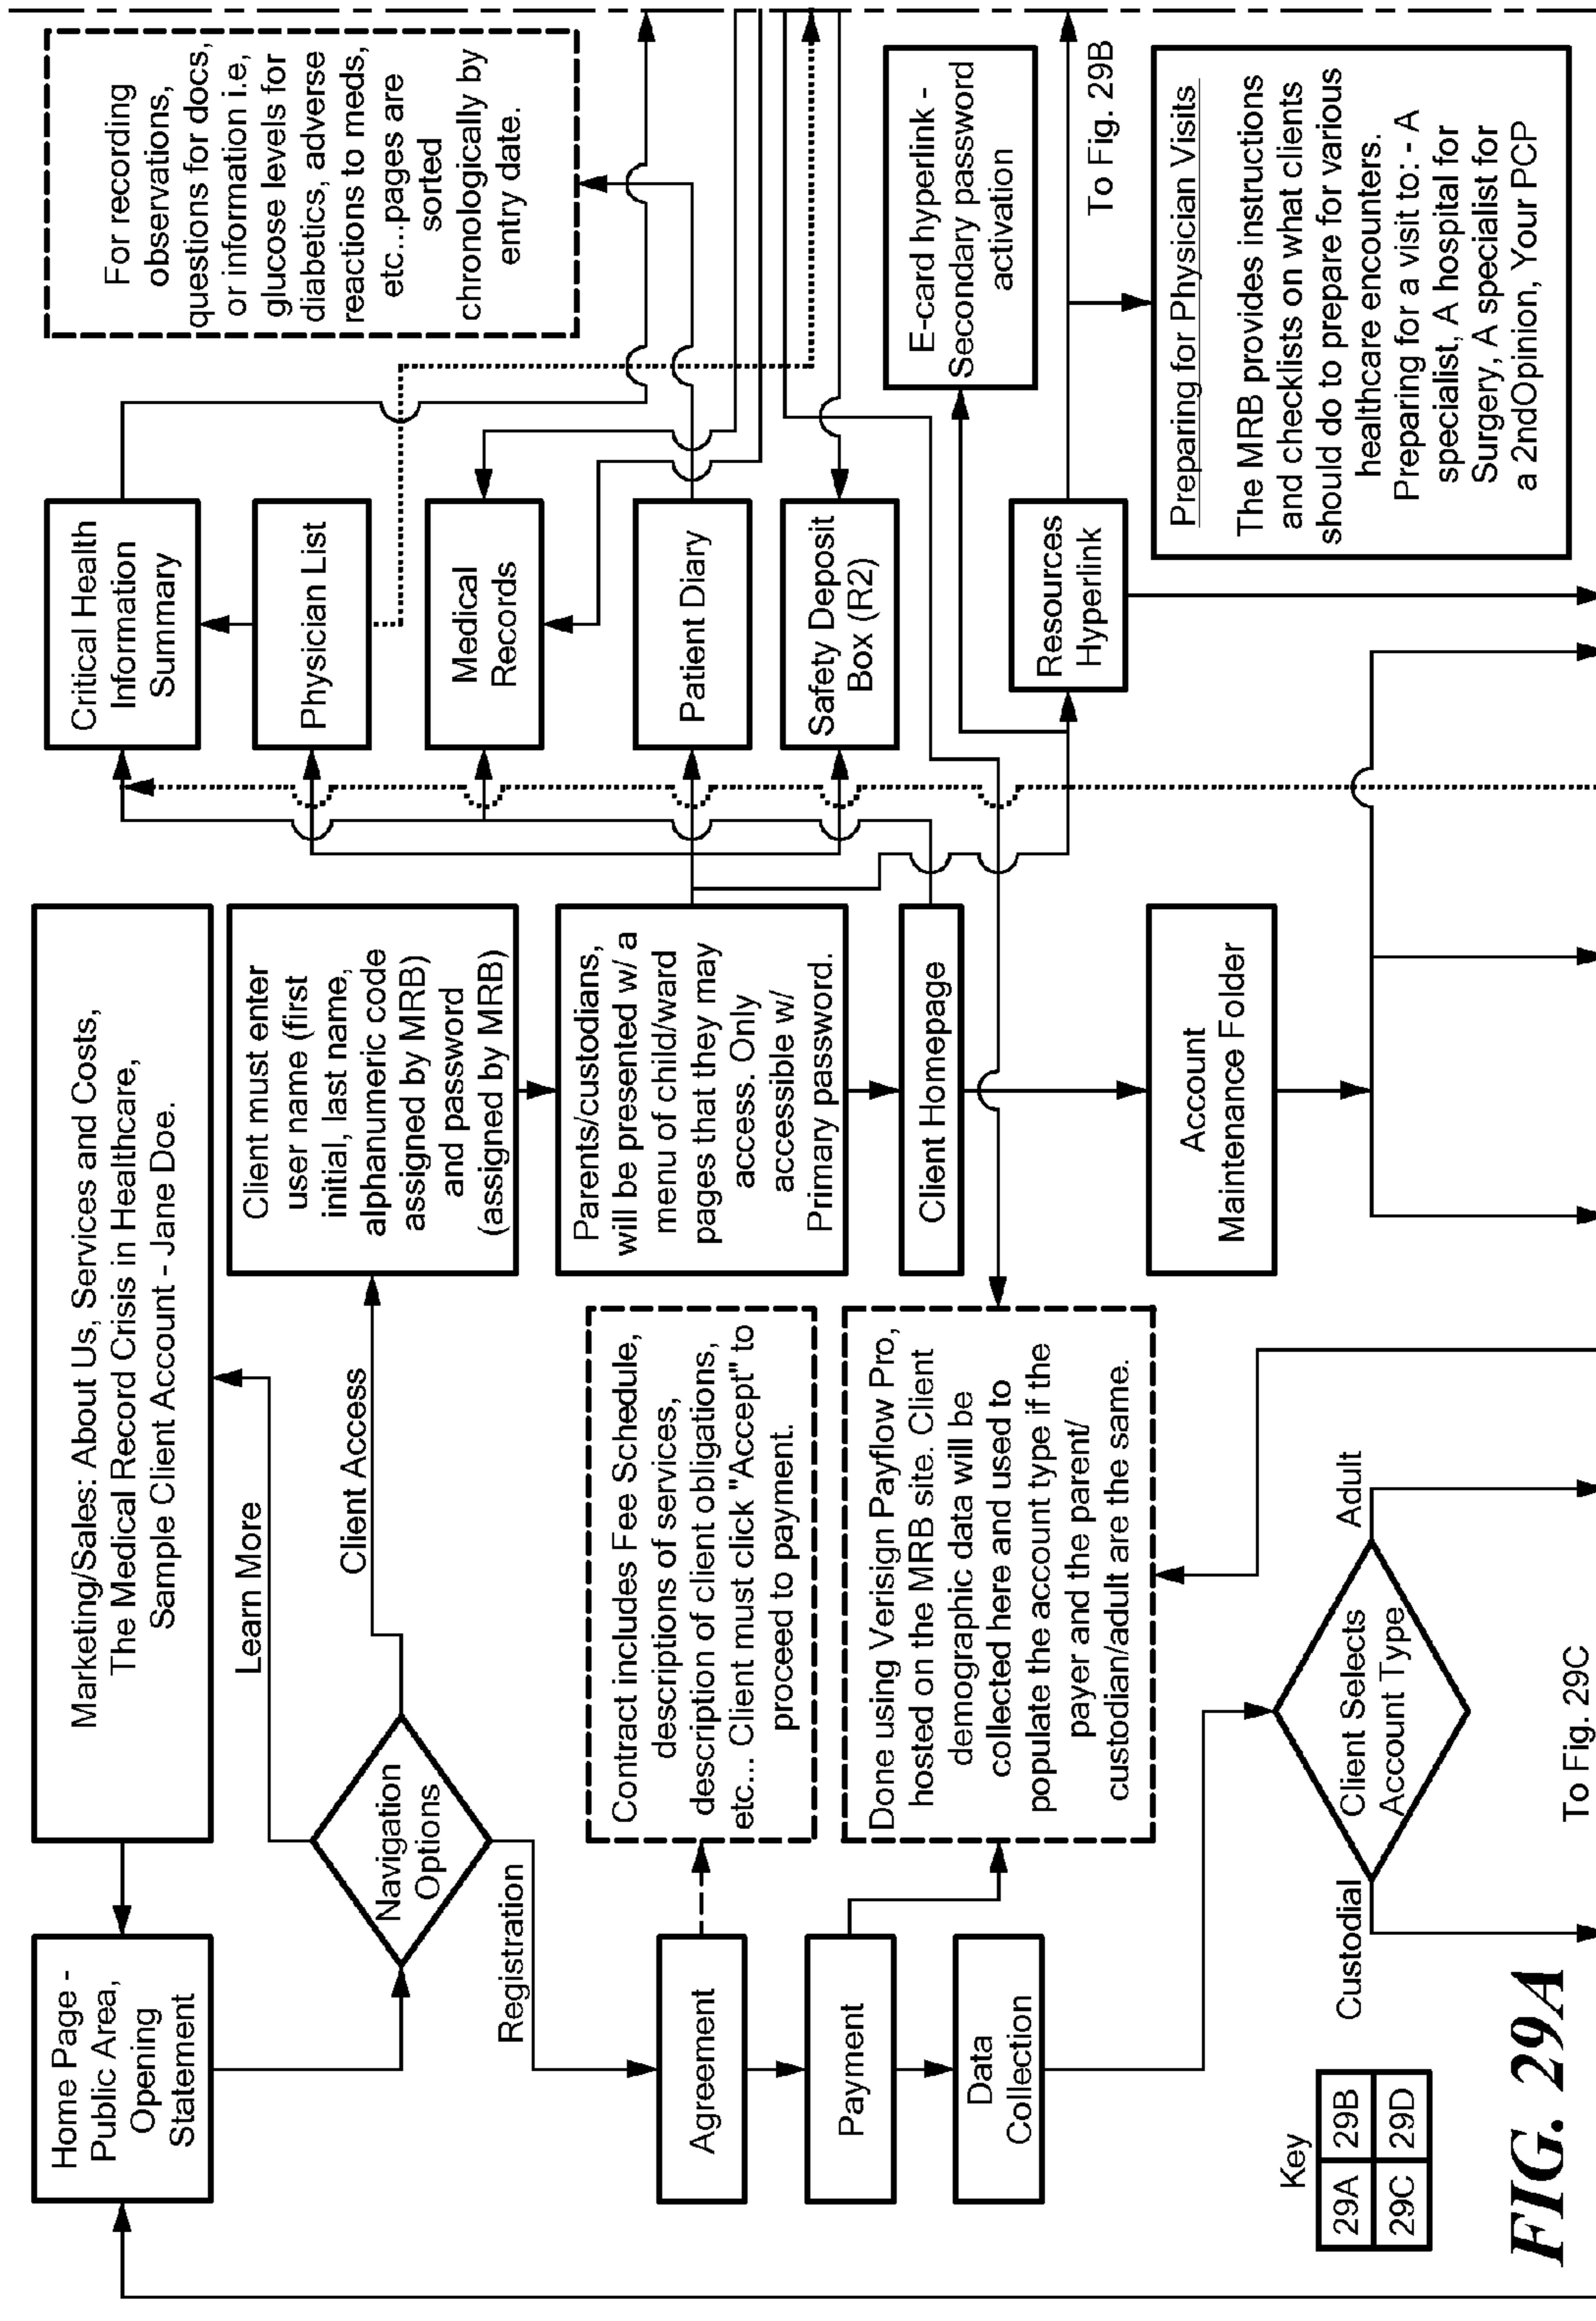 Home Page -
Public Area,
Opening
Statement
Marketing/Sales: About Us, Services and Costs,
The Medical Record Crisis in Healthcare,
Sample Client Account - Jane Doe.
Learn More
Navigation
Options
Client Access
Registration
Client must enter
user name (first
initial, last name,
alphanumeric code
assigned by MRB)
and password
(assigned by MRB)
Parents/custodians,
will be presented w/ a
menu of child/ward
pages that they may
access. Only
accessible w/
Primary password.
Client Homepage
Account
Maintenance Folder
Agreement
Contract includes Fee Schedule,
descriptions of services,
description of client obligations,
etc... Client must click "Accept" to
proceed to payment.
Payment
Done using Verisign Payflow Pro,
hosted on the MRB site. Client
demographic data will be
collected here and used to
populate the account type if the
payer and the parent/
custodian/adult are the same.
Data
Collection
Client Selects
Account Type
Custodial
Adult
Critical Health
Information
Summary
Physician List
Medical
Records
Patient Diary
Safety Deposit
Box (R2)
For recording
observations,
questions for docs,
or information i.e,
glucose levels for
diabetics, adverse
reactions to meds,
etc...pages are
sorted
chronologically by
entry date.
E-card hyperlink -
Secondary password
activation
Resources
Hyperlink
To Fig. 29B
Preparing for Physician Visits
The MRB provides instructions
and checklists on what clients
should do to prepare for various
healthcare encounters.
Preparing for a visit to: - A
specialist, A hospital for
Surgery, A specialist for
a 2ndOpinion, Your PCP
Key
29A 29B
29C 29D
To Fig. 29C
FIG. 29A